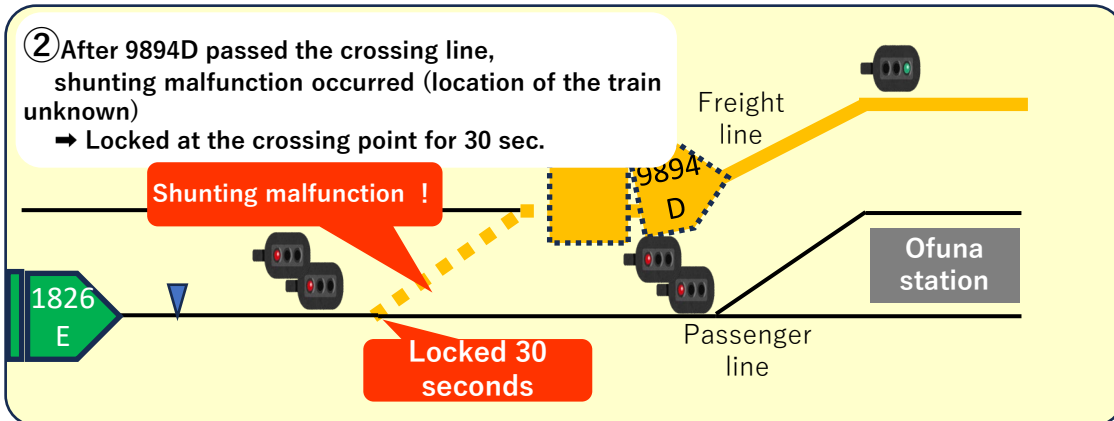 ②After 9894D passed the crossing line,
shunting malfunction occurred (location of the train
unknown)
➡ Locked at the crossing point for 30 sec.
Freight
line
9894
D
Shunting malfunction !
Ofuna
station
1826
E
Passenger
line
Locked 30
seconds